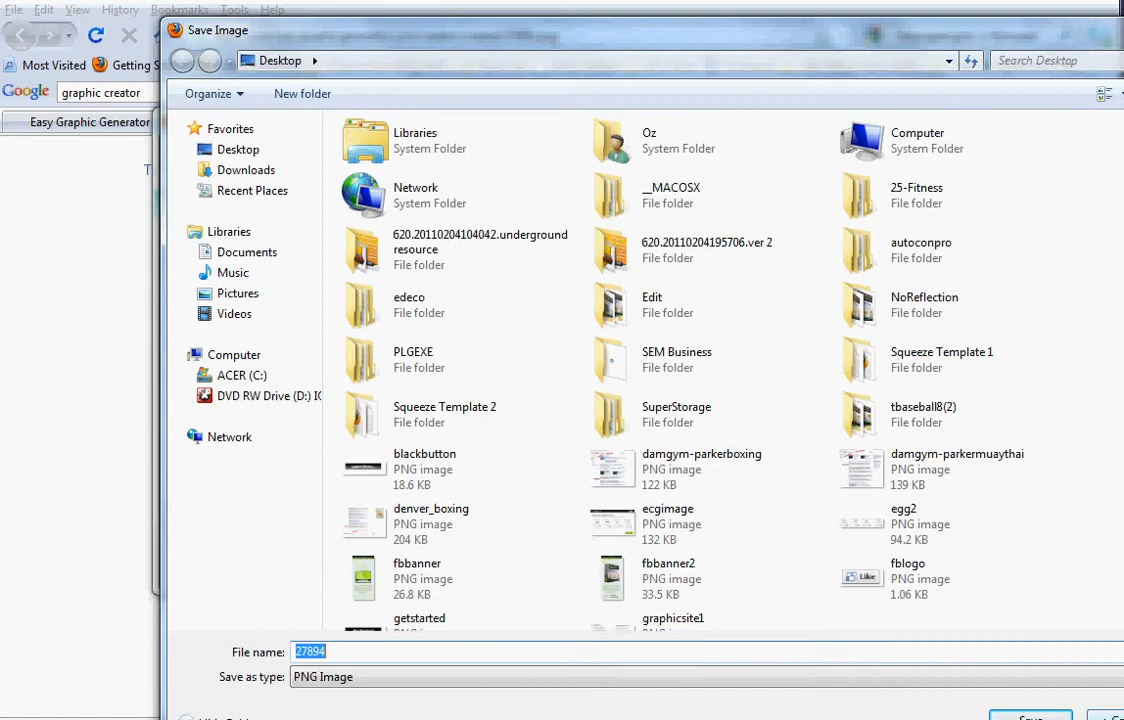 File Edit View History Bookmarks Tools Help
Save Image
Desktop
Search Desktop
Most Visited Getting S
Google graphic creator
Organize New folder
Easy Graphic Generator
T
Favorites
Desktop
Downloads
Recent Places
Libraries
Documents
Music
Pictures
Videos
Computer
ACER (C:)
DVD RW Drive (D:) IC
Network
Libraries
System Folder
Oz
System Folder
Computer
System Folder
Network
System Folder
__MACOSX
File folder
25-Fitness
File folder
620.20110204104042.underground
resource
File folder
620.20110204195706.ver 2
File folder
autoconpro
File folder
edeco
File folder
Edit
File folder
NoReflection
File folder
PLGEXE
File folder
SEM Business
File folder
Squeeze Template 1
File folder
Squeeze Template 2
File folder
SuperStorage
File folder
tbaseball8(2)
File folder
blackbutton
PNG image
18.6 KB
damgym-parkerboxing
PNG image
122 KB
damgym-parkermuaythai
PNG image
139 KB
denver_boxing
PNG image
204 KB
ecgimage
PNG image
132 KB
egg2
PNG image
94.2 KB
fbbanner
PNG image
26.8 KB
fbbanner2
PNG image
33.5 KB
Like
fblogo
PNG image
1.06 KB
getstarted
graphicsite1
File name: 27894
Save as type: PNG Image
Save